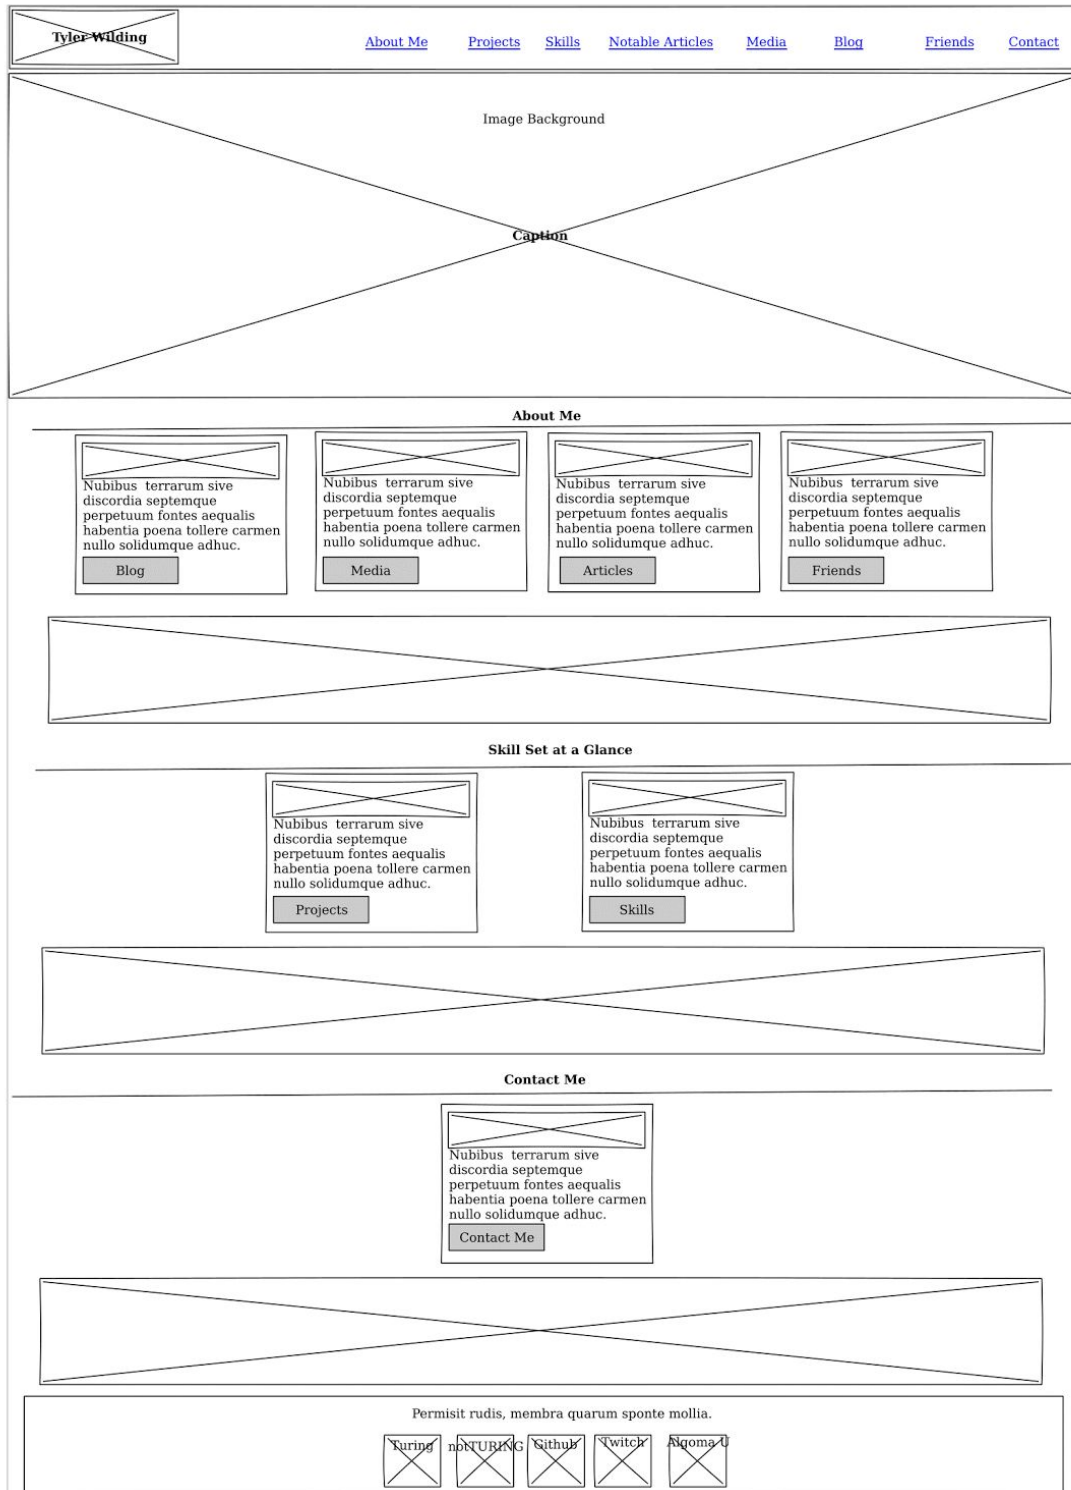 Tyler Wilding
About Me Projects Skills Notable Articles Media Blog Friends Contact
Image Background
Caption
About Me
Nubibus terrarum sive
discordia septemque
perpetuum fontes aequalis
habentia poena tollere carmen
nullo solidumque adhuc.
Blog
Nubibus terrarum sive
discordia septemque
perpetuum fontes aequalis
habentia poena tollere carmen
nullo solidumque adhuc.
Media
Nubibus terrarum sive
discordia septemque
perpetuum fontes aequalis
habentia poena tollere carmen
nullo solidumque adhuc.
Articles
Nubibus terrarum sive
discordia septemque
perpetuum fontes aequalis
habentia poena tollere carmen
nullo solidumque adhuc.
Friends
Skill Set at a Glance
Nubibus terrarum sive
discordia septemque
perpetuum fontes aequalis
habentia poena tollere carmen
nullo solidumque adhuc.
Projects
Nubibus terrarum sive
discordia septemque
perpetuum fontes aequalis
habentia poena tollere carmen
nullo solidumque adhuc.
Skills
Contact Me
Nubibus terrarum sive
discordia septemque
perpetuum fontes aequalis
habentia poena tollere carmen
nullo solidumque adhuc.
Contact Me
Permisit rudis, membra quarum sponte mollia.
Turing notTURING Github Twitch Algoma U